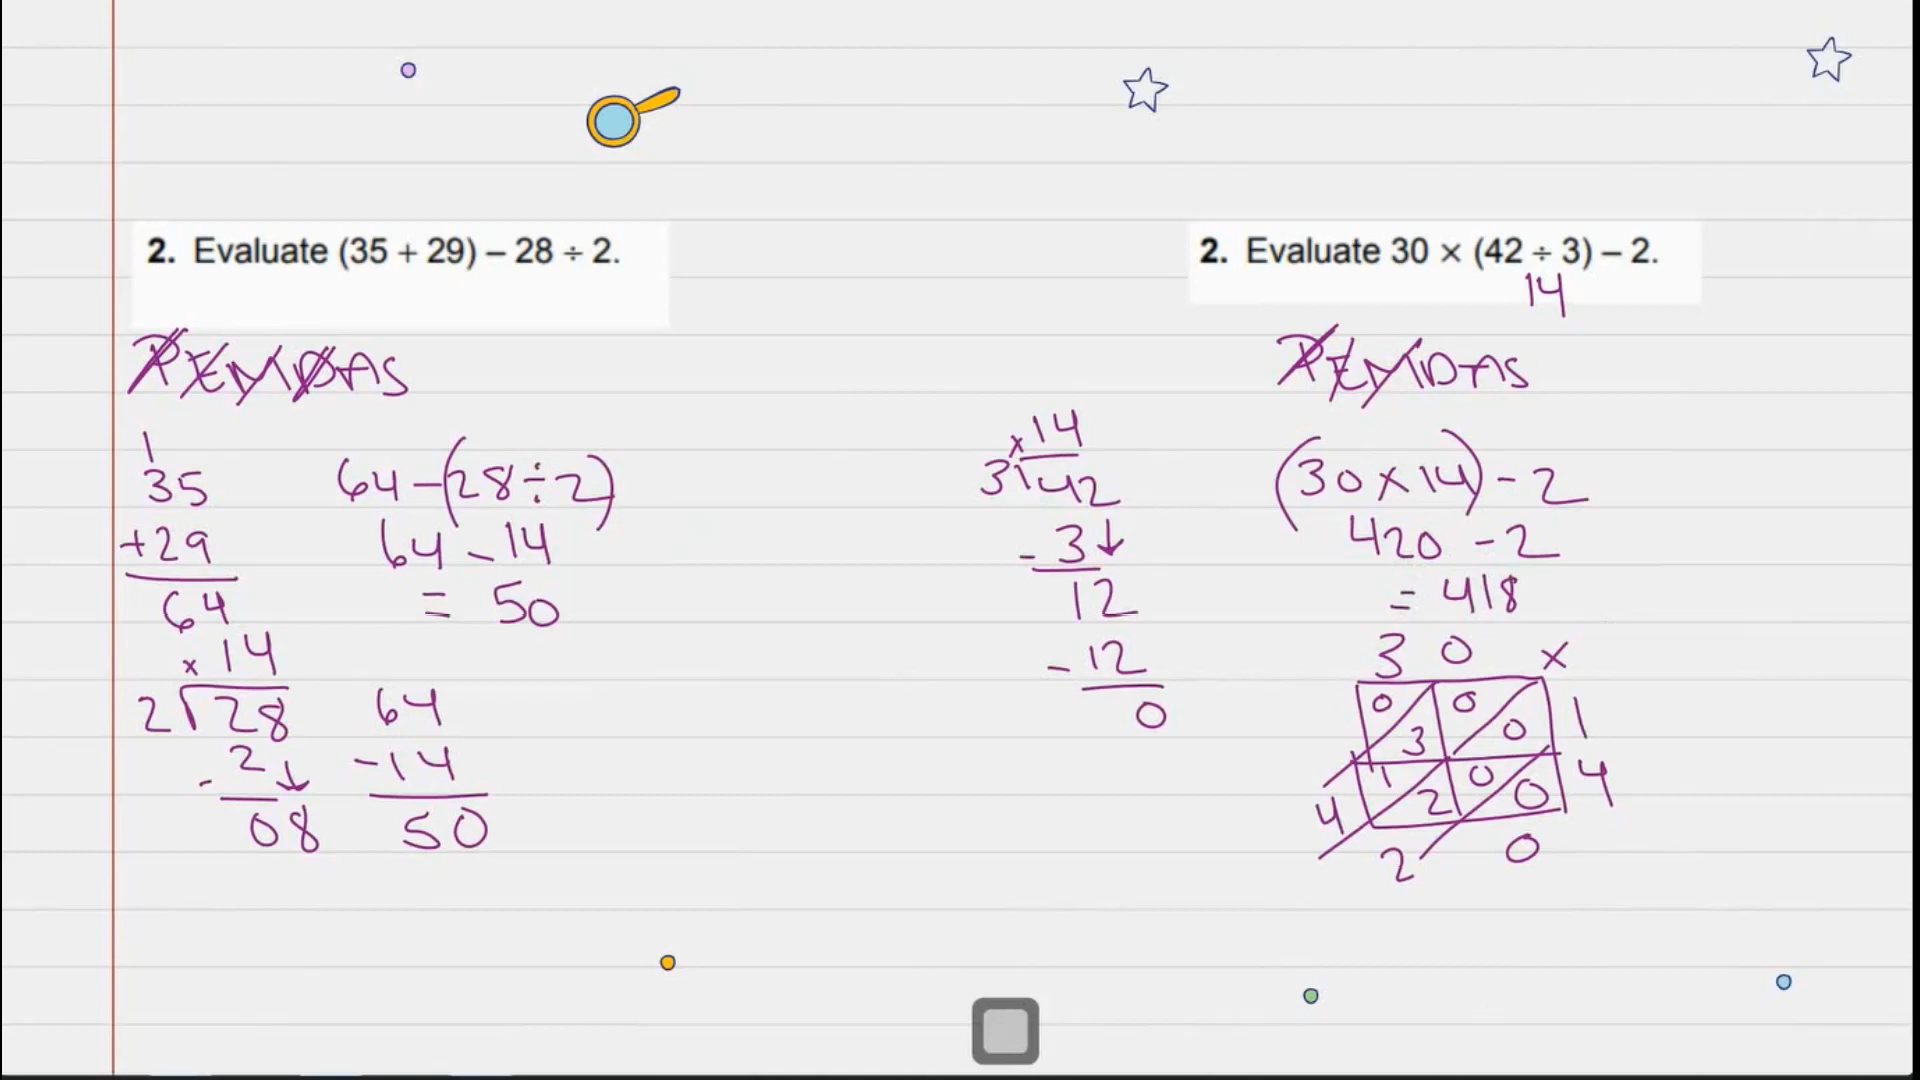 2. Evaluate (35 + 29) – 28 ÷ 2.
PEMDAS
1
35
+29
64
64-(28÷2)
64-14
= 50
x 14
2 28
- 2↓
08
64
-14
50
2. Evaluate 30 × (42 ÷ 3) – 2.
14
PEMDAS
x 14
3 42
- 3↓
12
- 12
0
(30x14)-2
420 -2
= 418
3 0 x
0 0 1
3 0
1 0 4
4 2 0
2 0